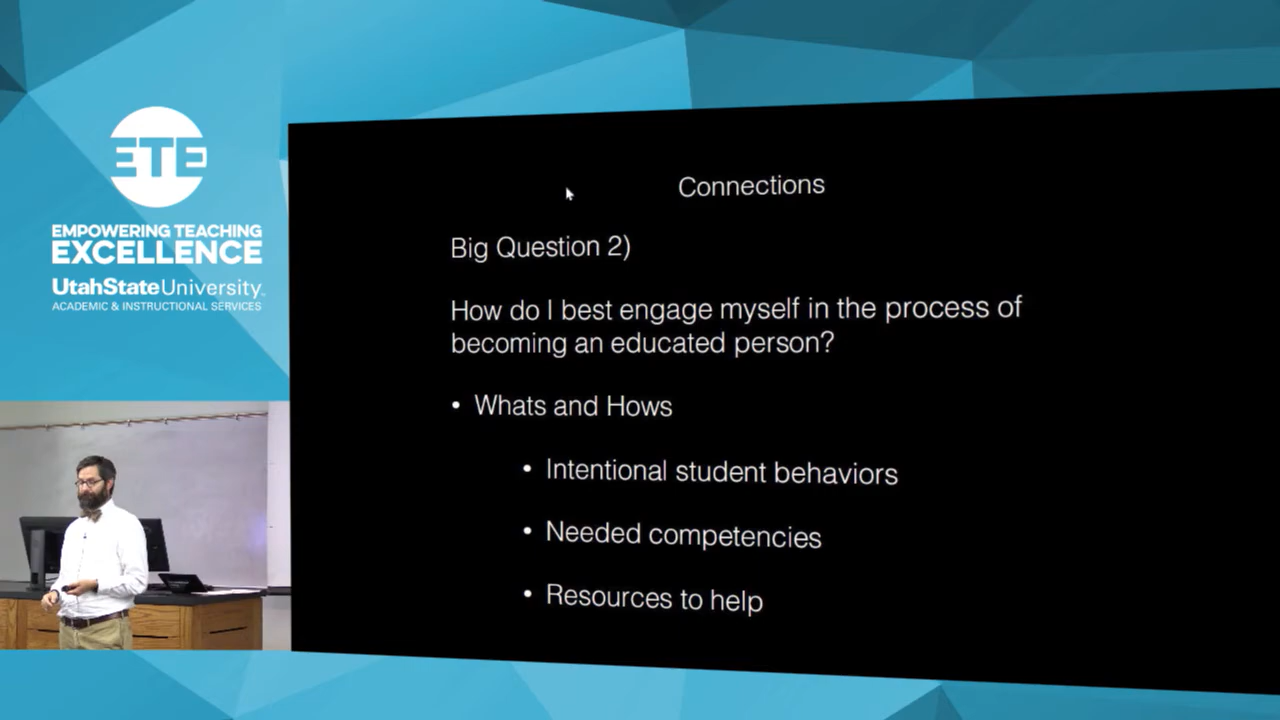 ETE
EMPOWERING TEACHING
EXCELLENCE
UtahStateUniversity
ACADEMIC & INSTRUCTIONAL SERVICES
Connections
Big Question 2)
How do I best engage myself in the process of
becoming an educated person?
• Whats and Hows
• Intentional student behaviors
• Needed competencies
• Resources to help